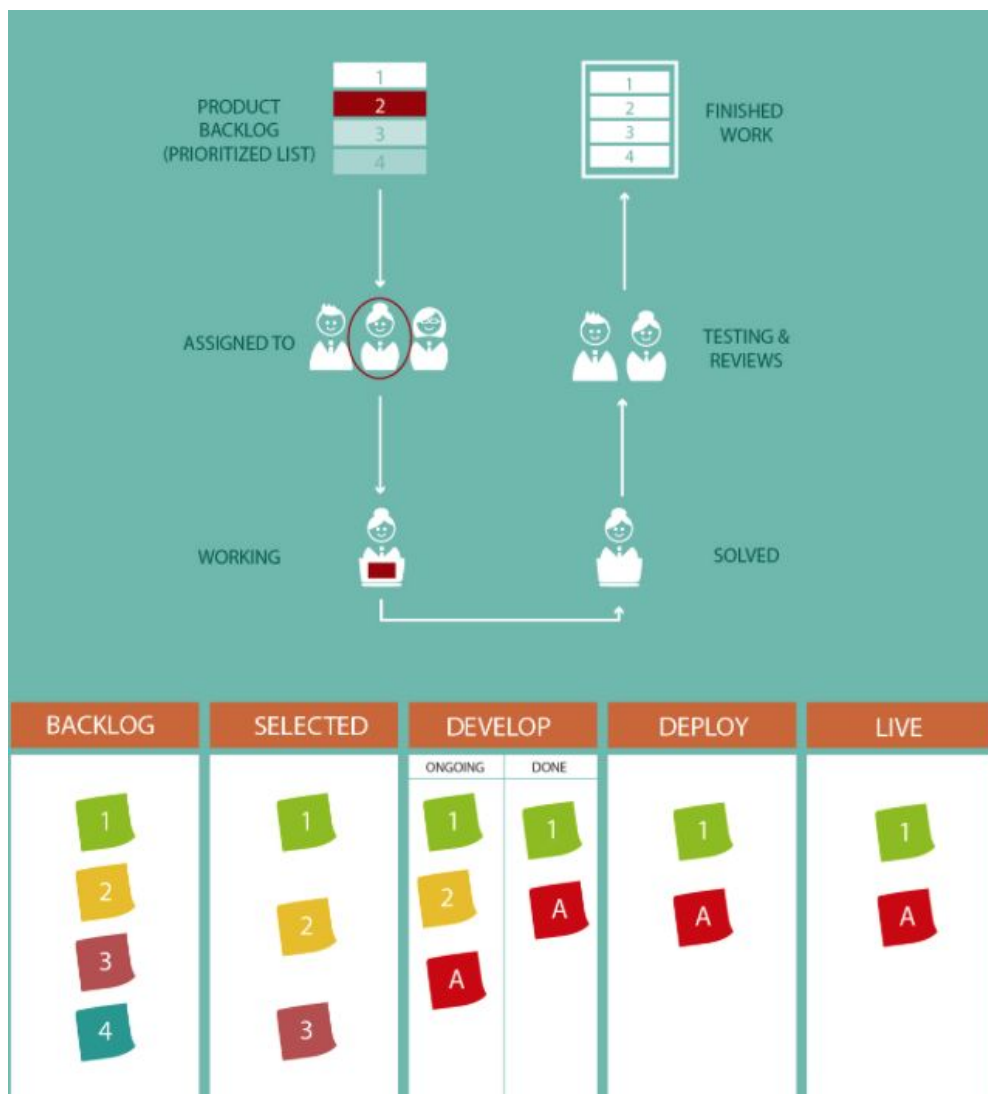 1
2
3
4
PRODUCT
BACKLOG
(PRIORITIZED LIST)
1
2
3
4
FINISHED
WORK
ASSIGNED TO
TESTING &
REVIEWS
WORKING
SOLVED
BACKLOG
SELECTED
DEVELOP
DEPLOY
LIVE
ONGOING
DONE
1
2
3
4
1
2
3
1
2
A
1
A
1
A
1
A